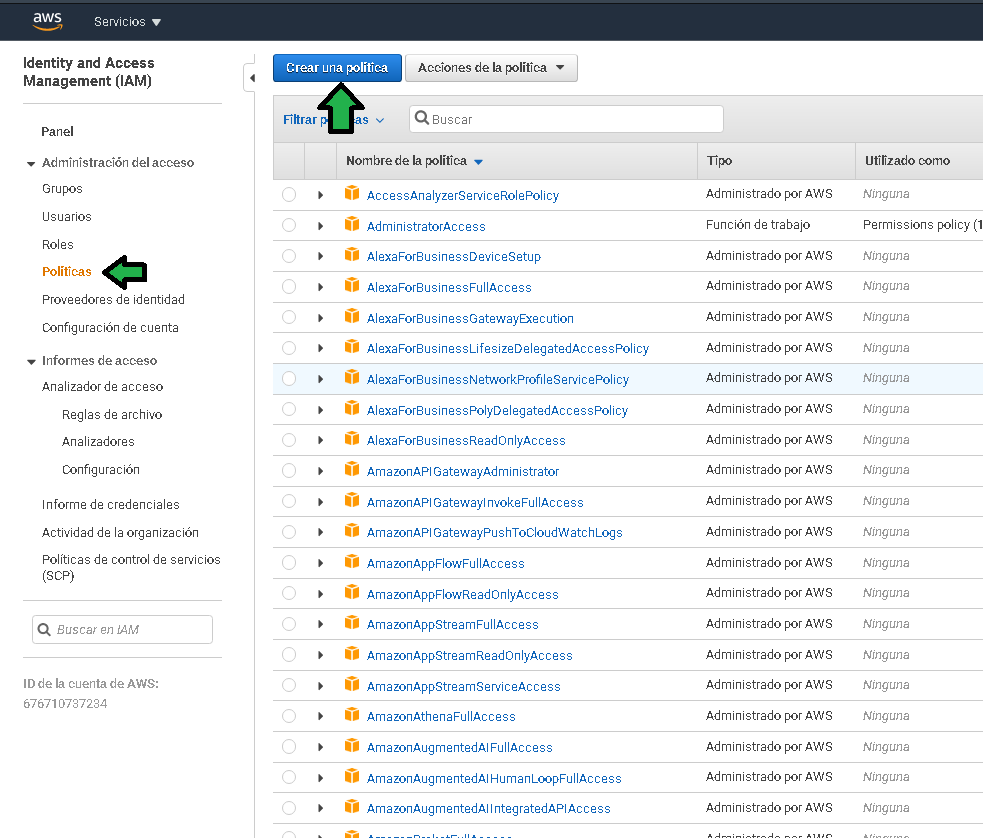 aws
Servicios
Identity and Access
Management (IAM)
Panel
Administración del acceso
Grupos
Usuarios
Roles
Políticas
Proveedores de identidad
Configuración de cuenta
Informes de acceso
Analizador de acceso
Reglas de archivo
Analizadores
Configuración
Informe de credenciales
Actividad de la organización
Políticas de control de servicios
(SCP)
Buscar en IAM
ID de la cuenta de AWS:
676710737234
Crear una política
Acciones de la política
Filtrar
Buscar
Nombre de la política Tipo Utilizado como
AccessAnalyzerServiceRolePolicy Administrado por AWS Ninguna
AdministratorAccess Función de trabajo Permissions policy (1
AlexaForBusinessDeviceSetup Administrado por AWS Ninguna
AlexaForBusinessFullAccess Administrado por AWS Ninguna
AlexaForBusinessGatewayExecution Administrado por AWS Ninguna
AlexaForBusinessLifesizeDelegatedAccessPolicy Administrado por AWS Ninguna
AlexaForBusinessNetworkProfileServicePolicy Administrado por AWS Ninguna
AlexaForBusinessPolyDelegatedAccessPolicy Administrado por AWS Ninguna
AlexaForBusinessReadOnlyAccess Administrado por AWS Ninguna
AmazonAPIGatewayAdministrator Administrado por AWS Ninguna
AmazonAPIGatewayInvokeFullAccess Administrado por AWS Ninguna
AmazonAPIGatewayPushToCloudWatchLogs Administrado por AWS Ninguna
AmazonAppFlowFullAccess Administrado por AWS Ninguna
AmazonAppFlowReadOnlyAccess Administrado por AWS Ninguna
AmazonAppStreamFullAccess Administrado por AWS Ninguna
AmazonAppStreamReadOnlyAccess Administrado por AWS Ninguna
AmazonAppStreamServiceAccess Administrado por AWS Ninguna
AmazonAthenaFullAccess Administrado por AWS Ninguna
AmazonAugmentedAIFullAccess Administrado por AWS Ninguna
AmazonAugmentedAIHumanLoopFullAccess Administrado por AWS Ninguna
AmazonAugmentedAIIntegratedAPIAccess Administrado por AWS Ninguna